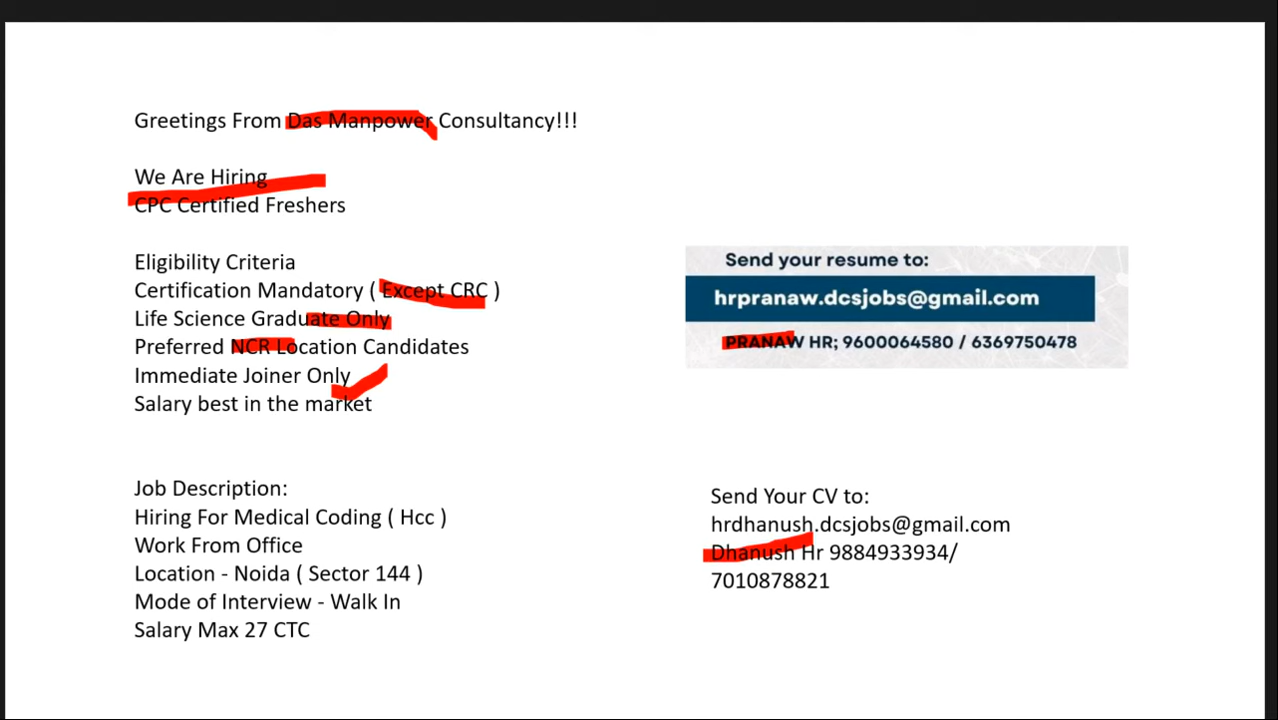 Greetings From Das Manpower Consultancy!!!
We Are Hiring
CPC Certified Freshers
Eligibility Criteria
Certification Mandatory ( Except CRC )
Life Science Graduate Only
Preferred NCR Location Candidates
Immediate Joiner Only
Salary best in the market
Job Description:
Hiring For Medical Coding ( Hcc )
Work From Office
Location - Noida ( Sector 144 )
Mode of Interview - Walk In
Salary Max 27 CTC
Send your resume to:
hrpranaw.dcsjobs@gmail.com
PRANAW HR; 9600064580 / 6369750478
Send Your CV to:
hrdhanush.dcsjobs@gmail.com
Dhanush Hr 9884933934/
7010878821